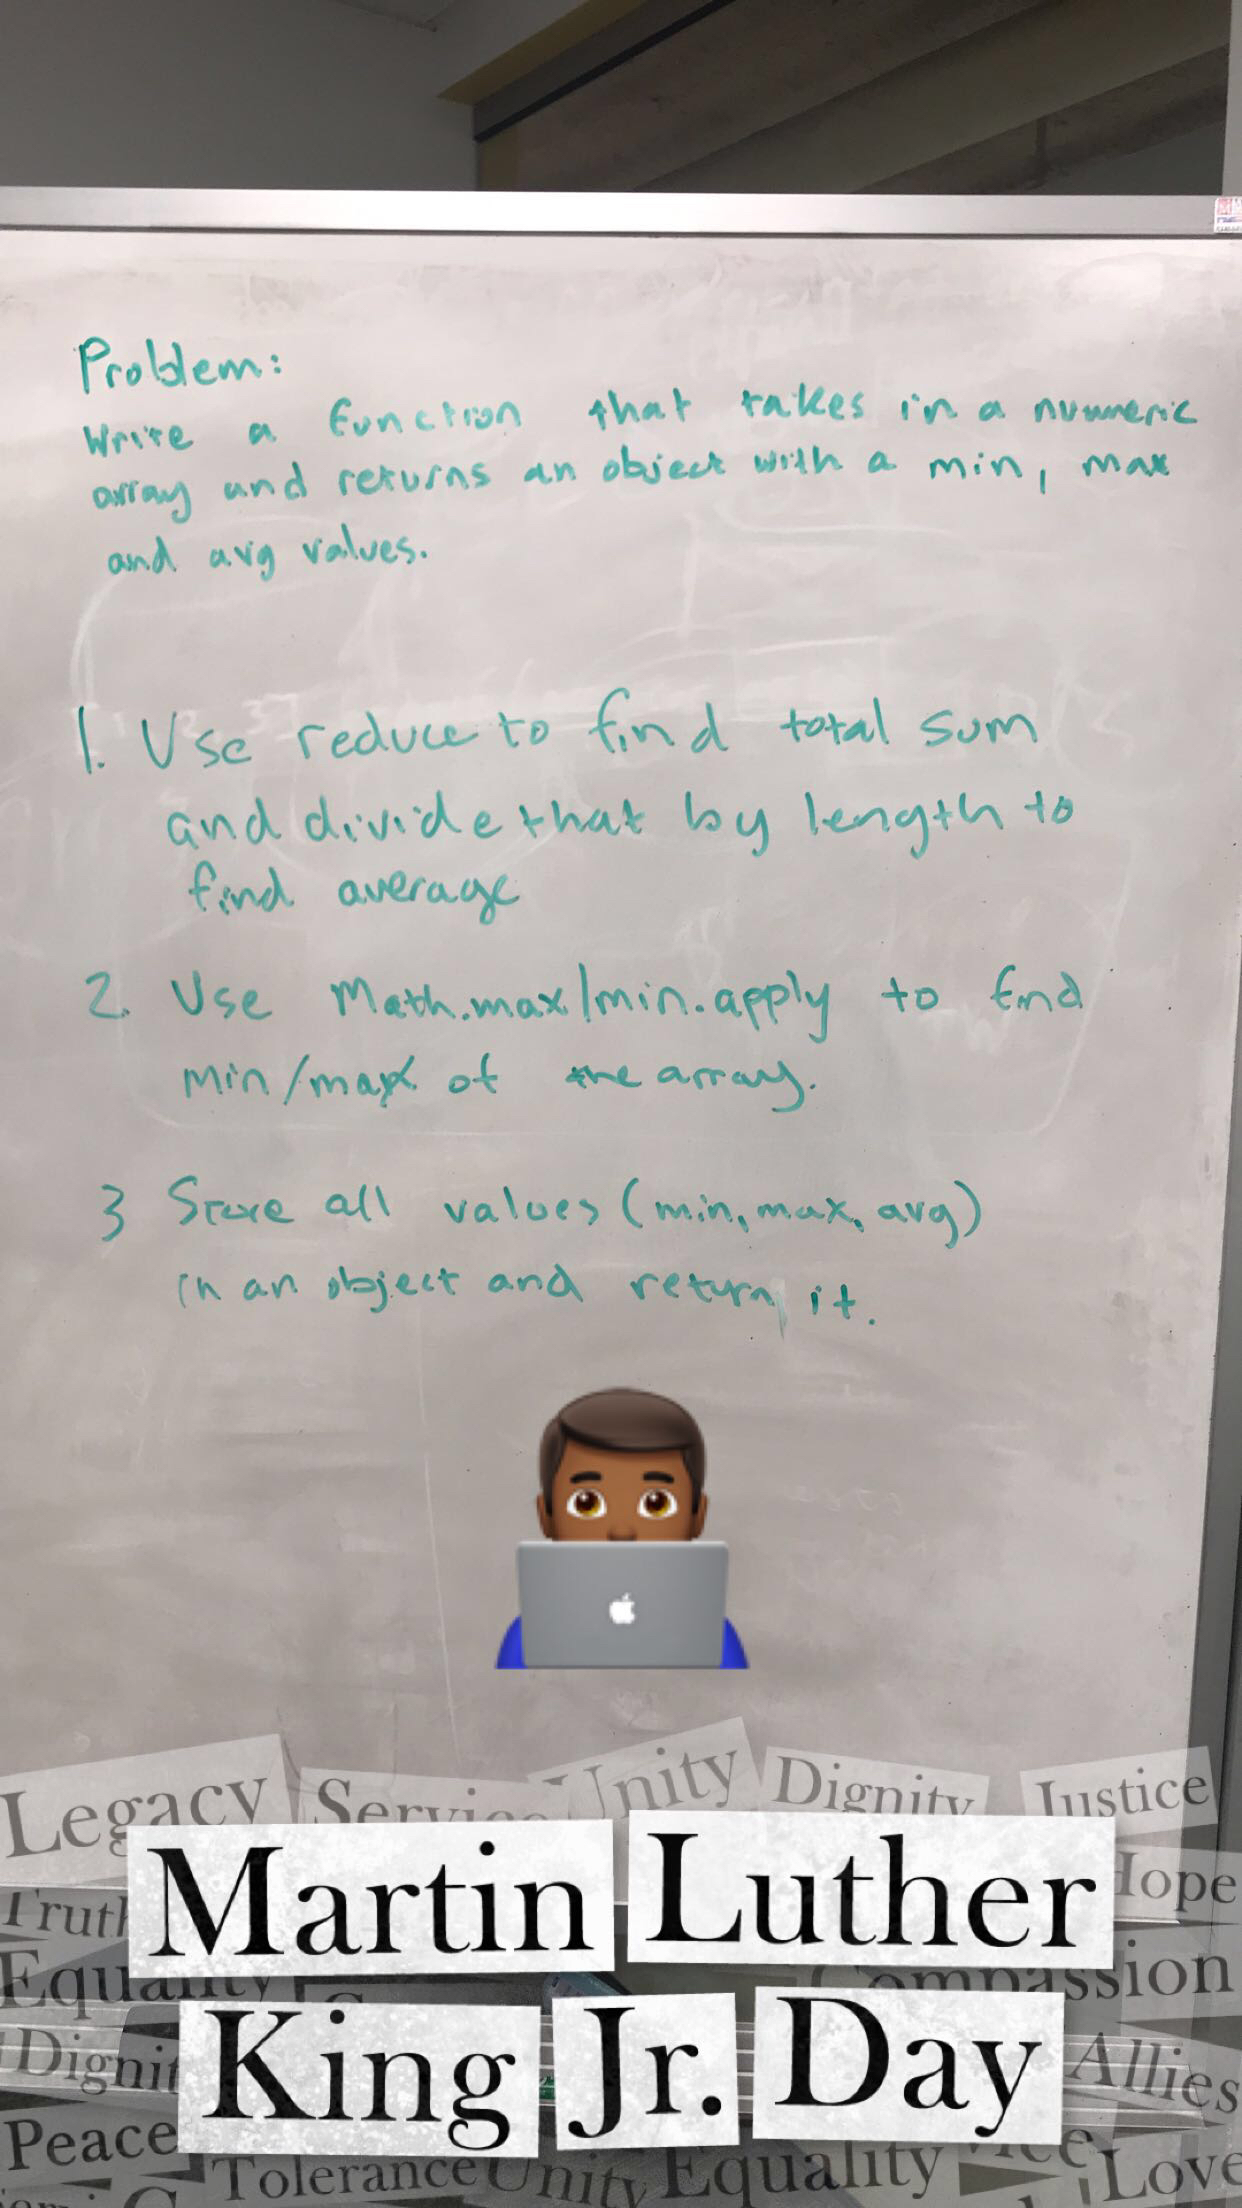 Problem:
Write a function that takes in a numeric
array and returns an object with a min, max
and avg values.
1. Use reduce to find total sum
and divide that by length to
find average
2. Use Math.max/min.apply to find
min/max of the array.
3 Store all values (min, max, avg)
in an object and return it.
Legacy Service Unity Dignity Justice
Martin Luther
Truth Hope
Equality Compassion
King Jr. Day
Dignit Allies
Peace
Tolerance Unity Equality Love